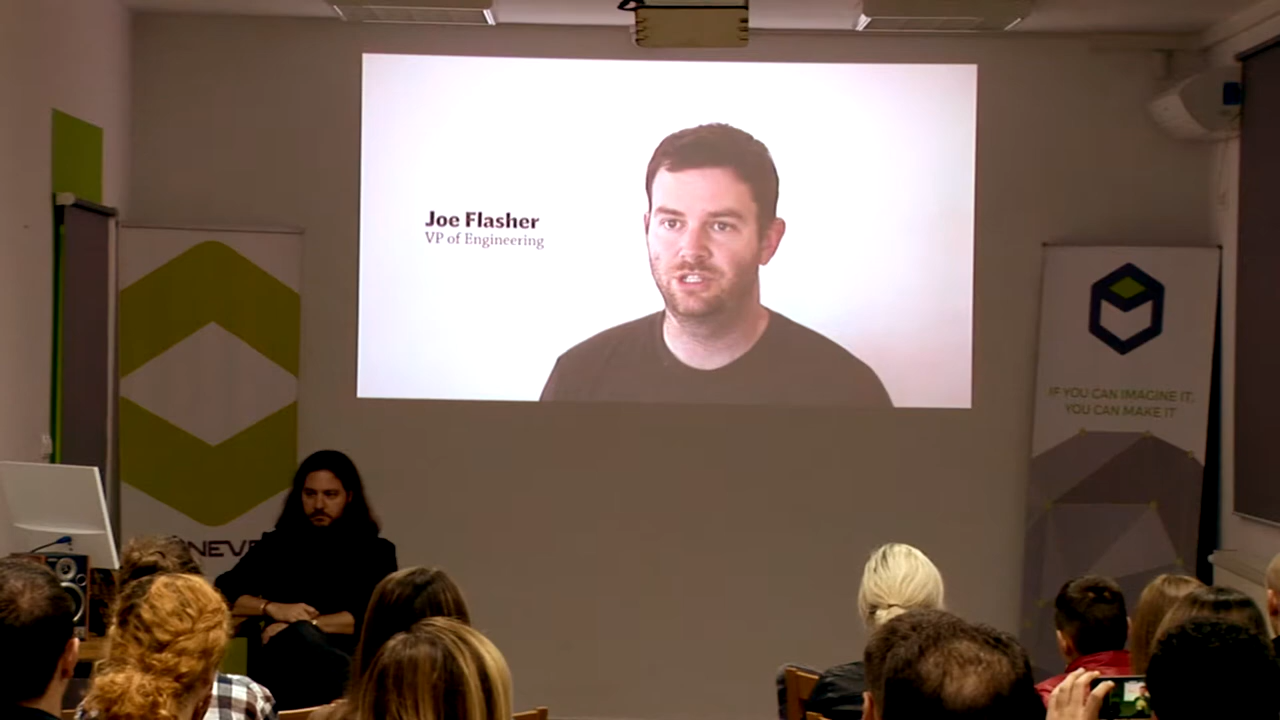 Joe Flasher
VP of Engineering
IF YOU CAN IMAGINE IT,
YOU CAN MAKE IT